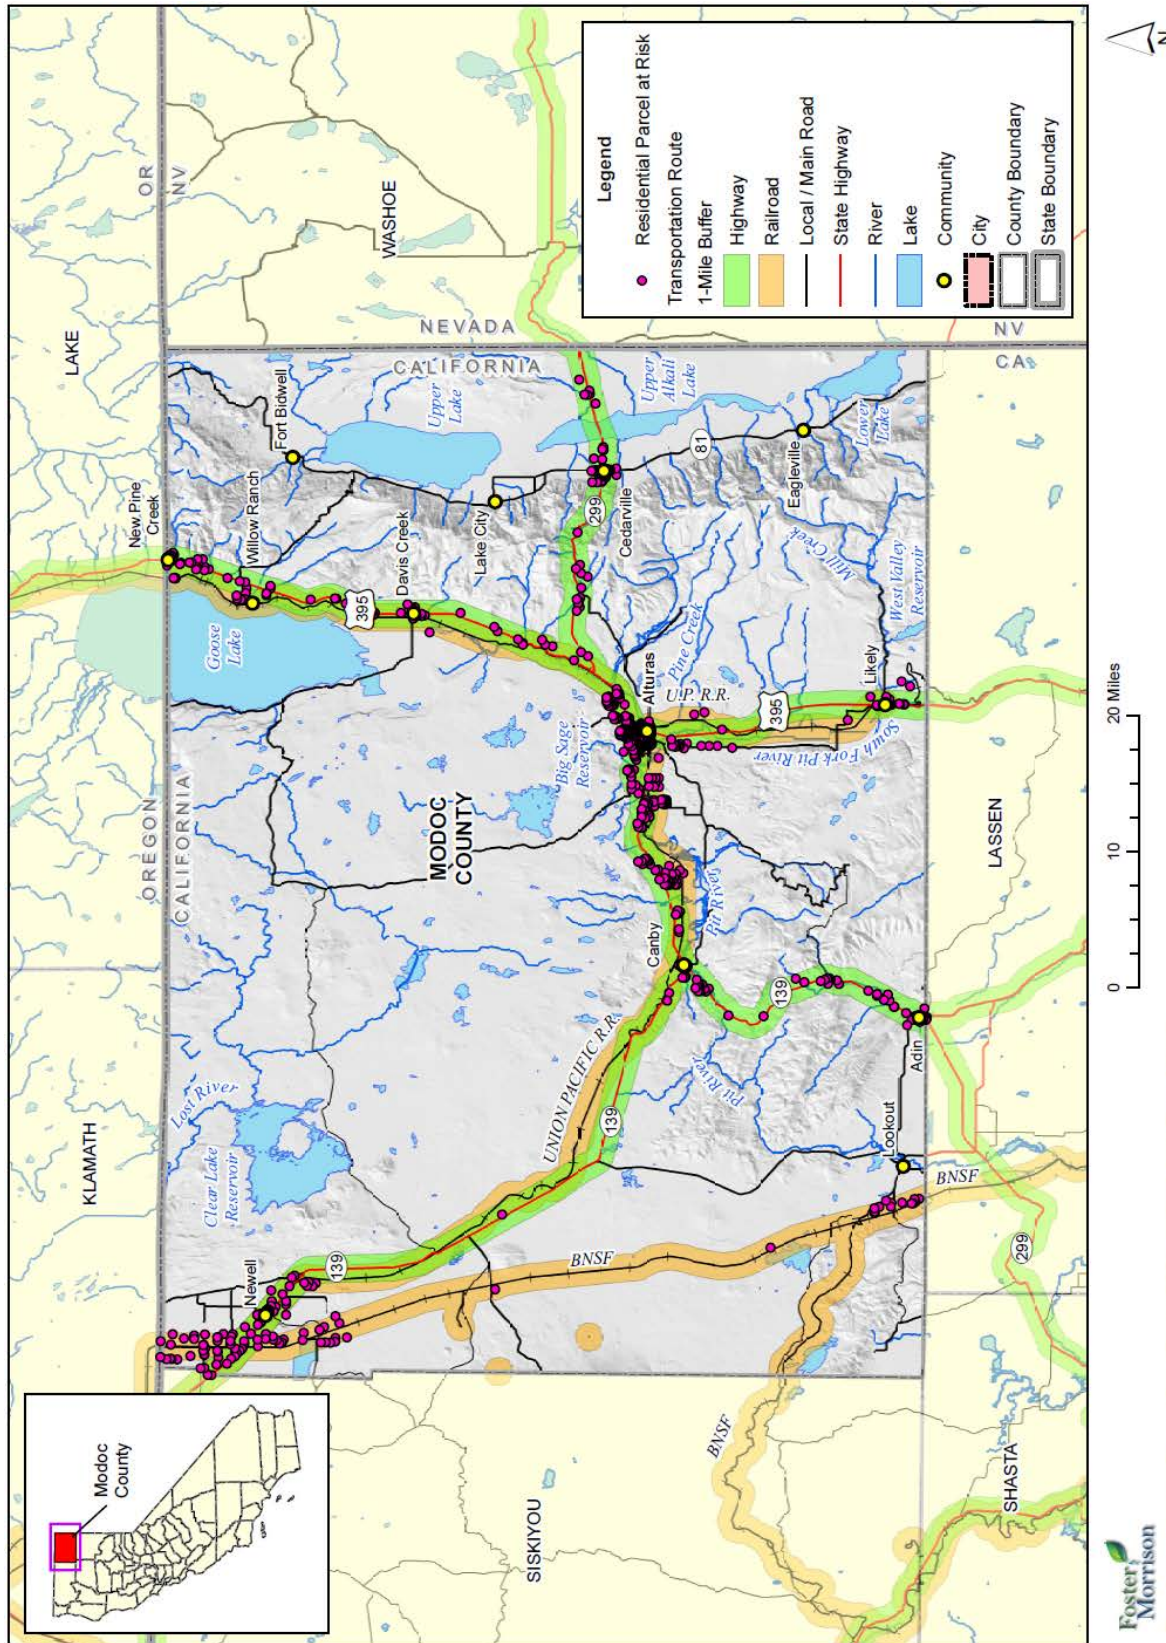 Modoc
County
KLAMATH
LAKE
OREGON
CALIFORNIA
OR
NV
New Pine
Creek
Fort Bidwell
Willow Ranch
Goose
Lake
Upper
Lake
Lost River
Clear Lake
Reservoir
Newell
139
395
Davis Creek
Lake City
MODOC
COUNTY
Big Sage
Reservoir
UNION PACIFIC R.R.
139
BNSF
Canby
Pit River
Alturas
Pine Creek
U.P. R.R.
299
Cedarville
Upper
Alkali
Lake
CALIFORNIA
NEVADA
WASHOE
81
Pit River
139
395
South Fork Pit River
Mill Creek
Eagleville
Lower
Lake
West Valley
Reservoir
Likely
Adin
Lookout
BNSF
BNSF
SISKIYOU
SHASTA
299
LASSEN
CA
NV
Legend
Residential Parcel at Risk
Transportation Route
1-Mile Buffer
Highway
Railroad
Local / Main Road
State Highway
River
Lake
Community
City
County Boundary
State Boundary
Foster
Morrison
0
10
20 Miles
N